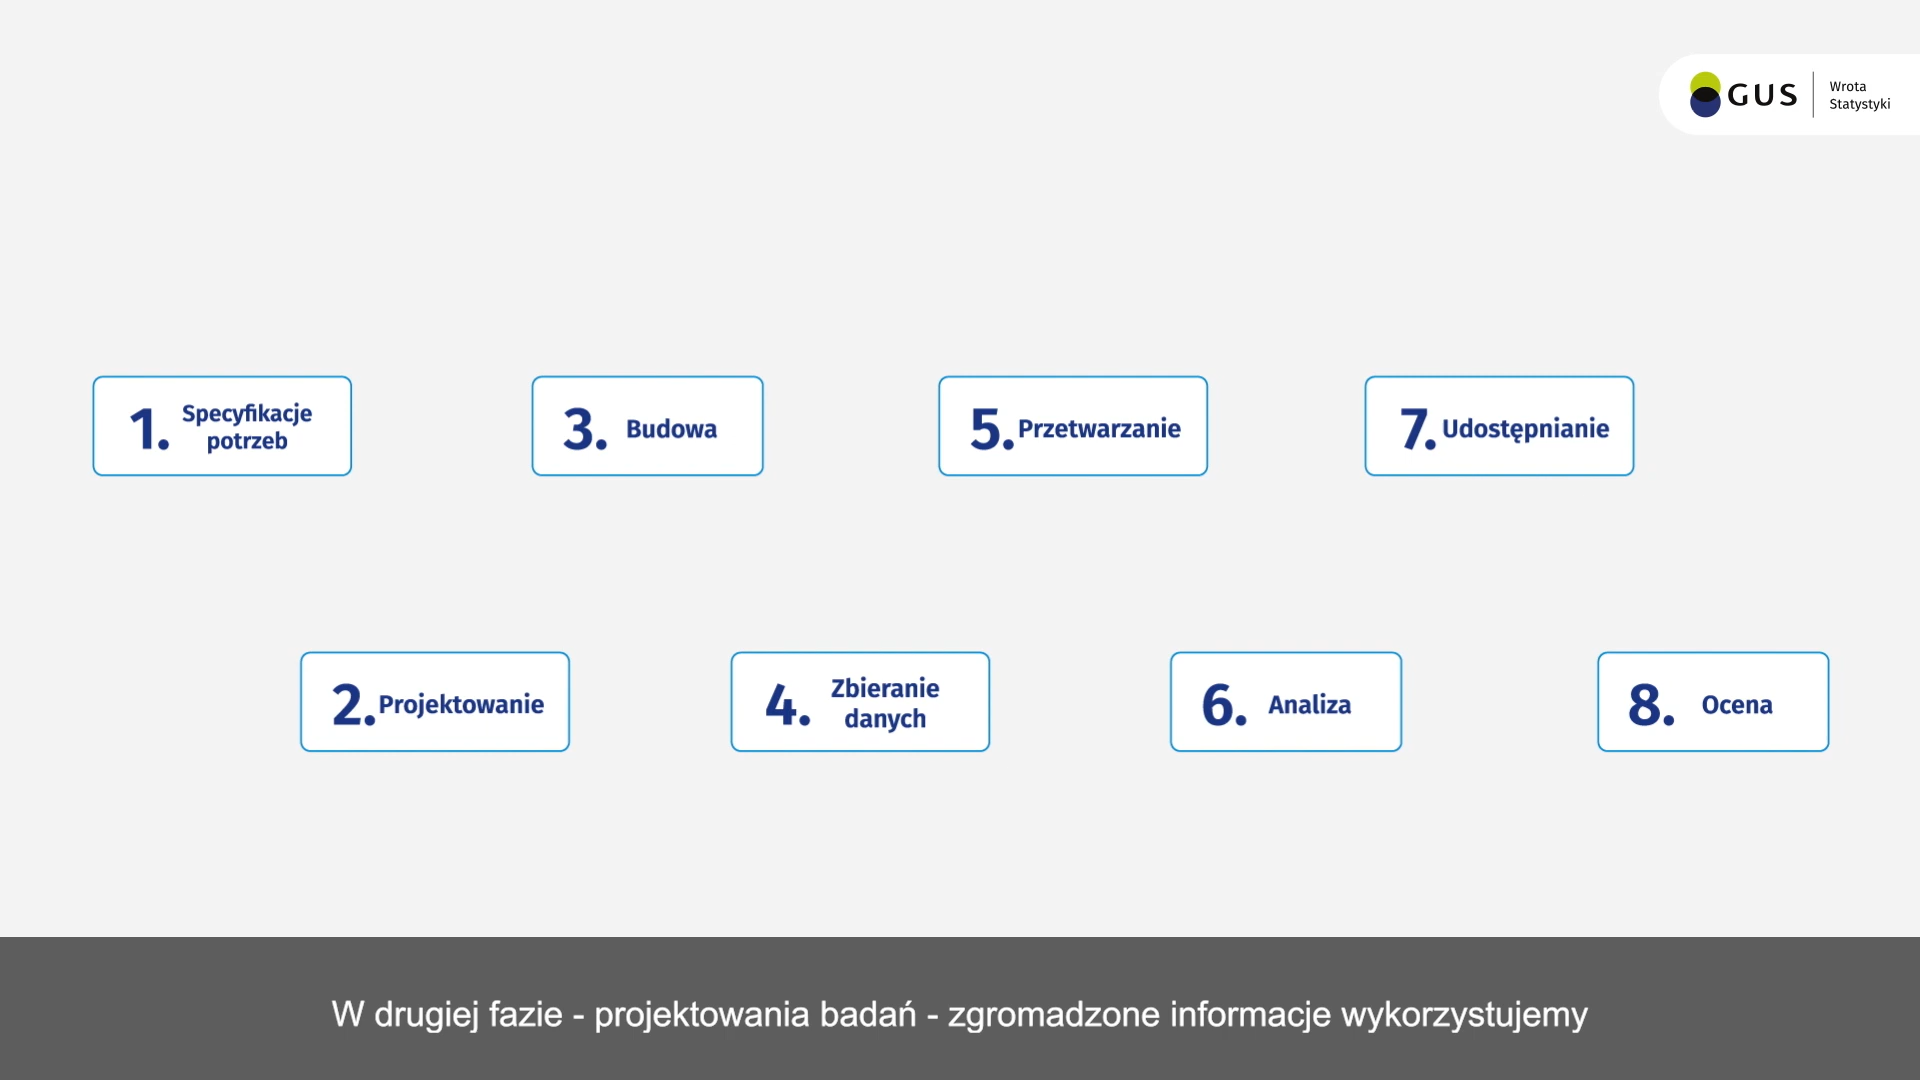 GUS
Wrota
Statystyki
1. Specyfikacje
potrzeb
2. Projektowanie
3. Budowa
4. Zbieranie
danych
5. Przetwarzanie
6. Analiza
7. Udostępnianie
8. Ocena
W drugiej fazie - projektowania badań - zgromadzone informacje wykorzystujemy